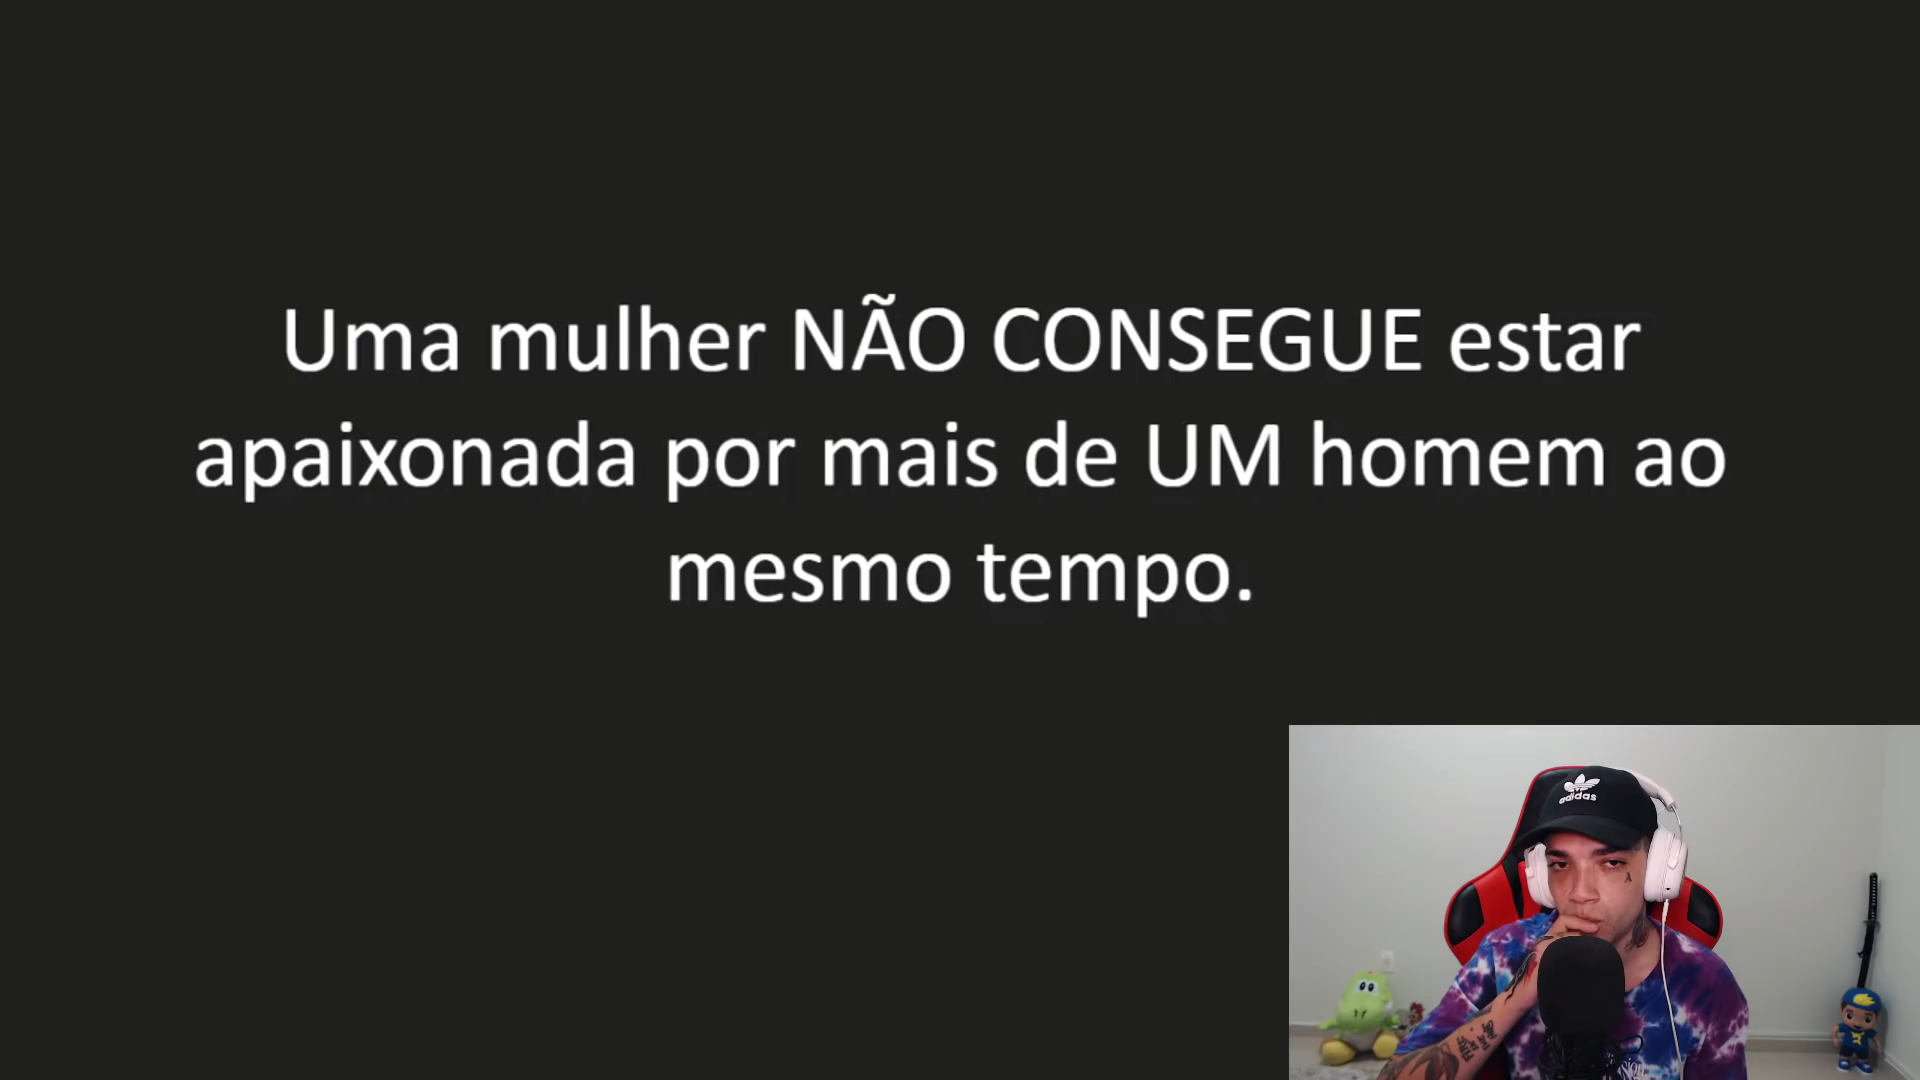 Uma mulher NÃO CONSEGUE estar
apaixonada por mais de UM homem ao
mesmo tempo.
adidas